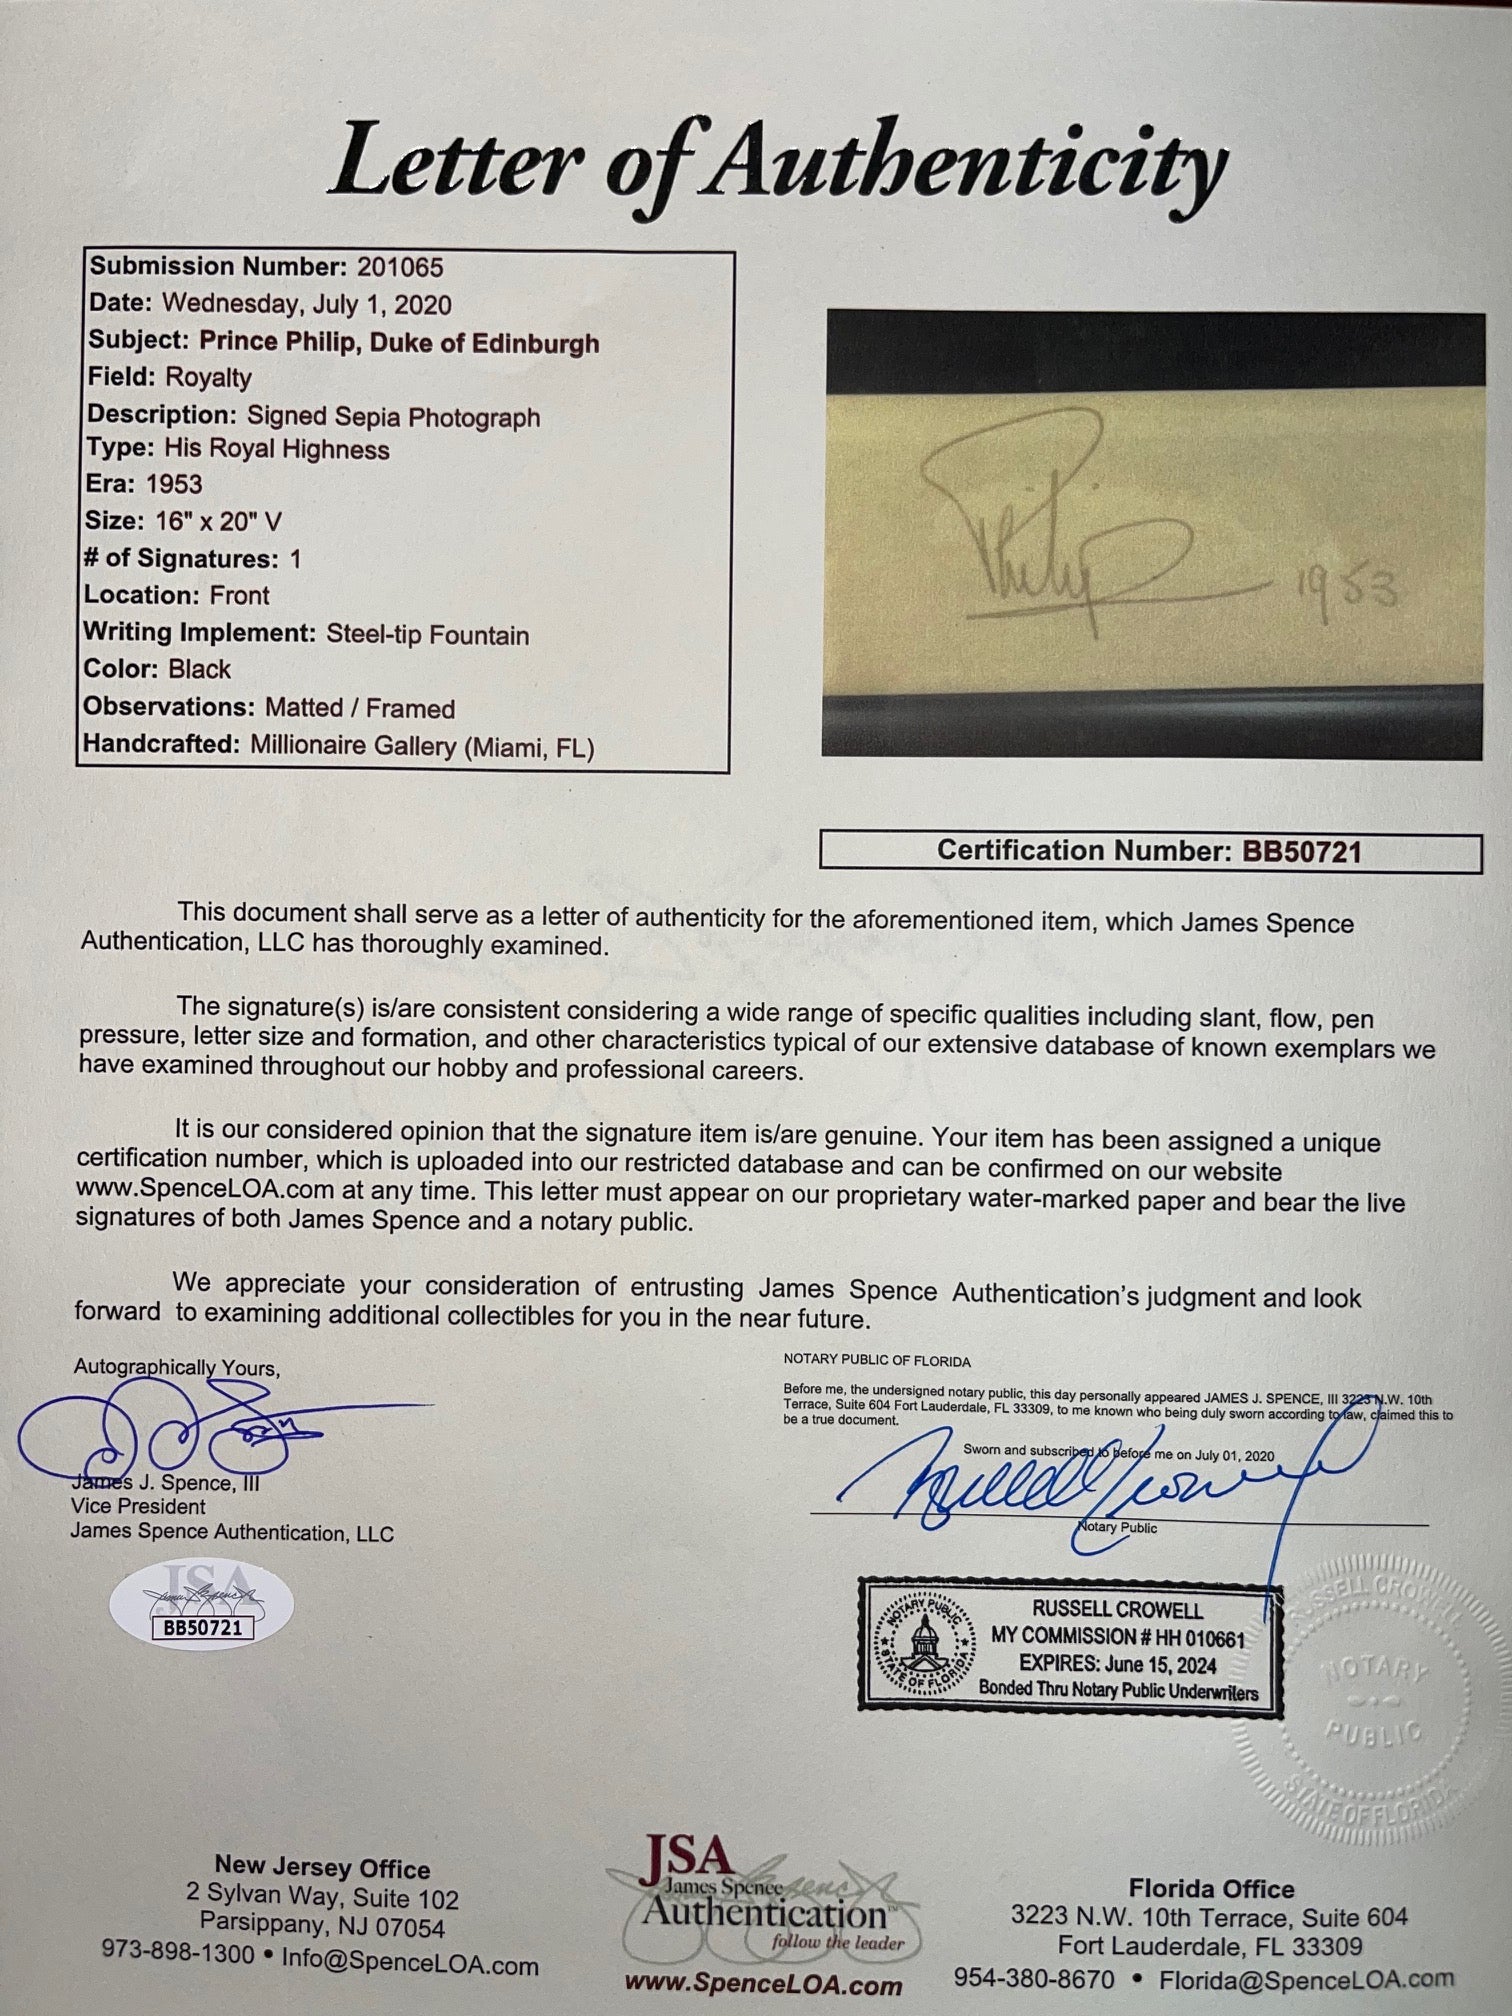 Letter of Authenticity
Submission Number: 201065
Date: Wednesday, July 1, 2020
Subject: Prince Philip, Duke of Edinburgh
Field: Royalty
Description: Signed Sepia Photograph
Type: His Royal Highness
Era: 1953
Size: 16" x 20" V
# of Signatures: 1
Location: Front
Writing Implement: Steel-tip Fountain
Color: Black
Observations: Matted / Framed
Handcrafted: Millionaire Gallery (Miami, FL)
Philip 1953
Certification Number: BB50721
This document shall serve as a letter of authenticity for the aforementioned item, which James Spence
Authentication, LLC has thoroughly examined.
The signature(s) is/are consistent considering a wide range of specific qualities including slant, flow, pen
pressure, letter size and formation, and other characteristics typical of our extensive database of known exemplars we
have examined throughout our hobby and professional careers.
It is our considered opinion that the signature item is/are genuine. Your item has been assigned a unique
certification number, which is uploaded into our restricted database and can be confirmed on our website
www.SpenceLOA.com at any time. This letter must appear on our proprietary water-marked paper and bear the live
signatures of both James Spence and a notary public.
We appreciate your consideration of entrusting James Spence Authentication's judgment and look
forward to examining additional collectibles for you in the near future.
Autographically Yours,
James J. Spence, III
Vice President
James Spence Authentication, LLC
JSA
BB50721
NOTARY PUBLIC OF FLORIDA
Before me, the undersigned notary public, this day personally appeared JAMES J. SPENCE, III 3223 N.W. 10th
Terrace, Suite 604 Fort Lauderdale, FL 33309, to me known who being duly sworn according to law, claimed this to
be a true document.
Sworn and subscribed to before me on July 01, 2020
Russell Crowell
Notary Public
NOTARY PUBLIC
STATE OF FLORIDA
RUSSELL CROWELL
MY COMMISSION # HH 010661
EXPIRES: June 15, 2024
Bonded Thru Notary Public Underwriters
RUSSELL CROWELL
NOTARY
PUBLIC
STATE OF FLORIDA
New Jersey Office
2 Sylvan Way, Suite 102
Parsippany, NJ 07054
973-898-1300 • Info@SpenceLOA.com
JSA
James Spence
Authentication™
follow the leader
www.SpenceLOA.com
Florida Office
3223 N.W. 10th Terrace, Suite 604
Fort Lauderdale, FL 33309
954-380-8670 • Florida@SpenceLOA.com